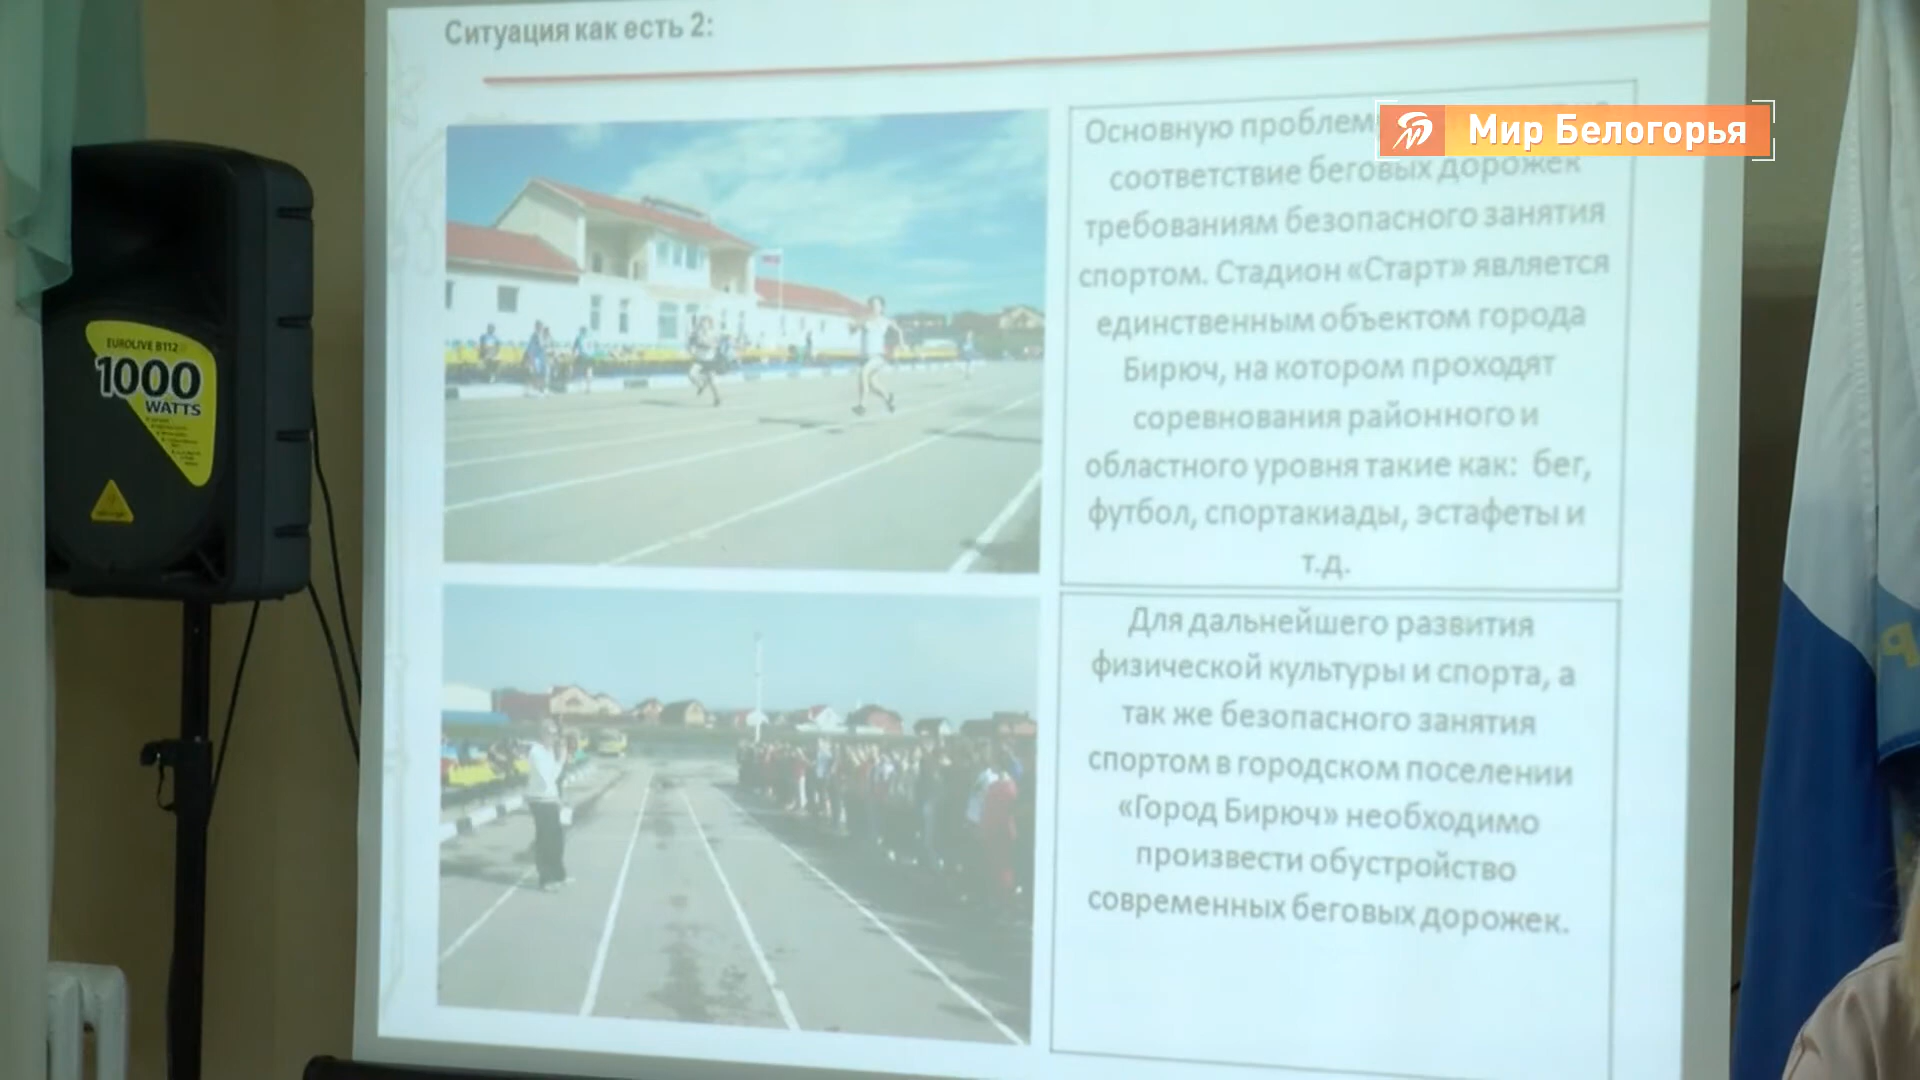 Ситуация как есть 2:
Мир Белогорья
Основную проблем
соответствие беговых дорожек
требованиям безопасного занятия
спортом. Стадион «Старт» является
единственным объектом города
Бирюч, на котором проходят
соревнования районного и
областного уровня такие как: бег,
футбол, спортакиады, эстафеты и
т.д.
Для дальнейшего развития
физической культуры и спорта, а
так же безопасного занятия
спортом в городском поселении
«Город Бирюч» необходимо
произвести обустройство
современных беговых дорожек.
EUROLIVE B112
1000
WATTS